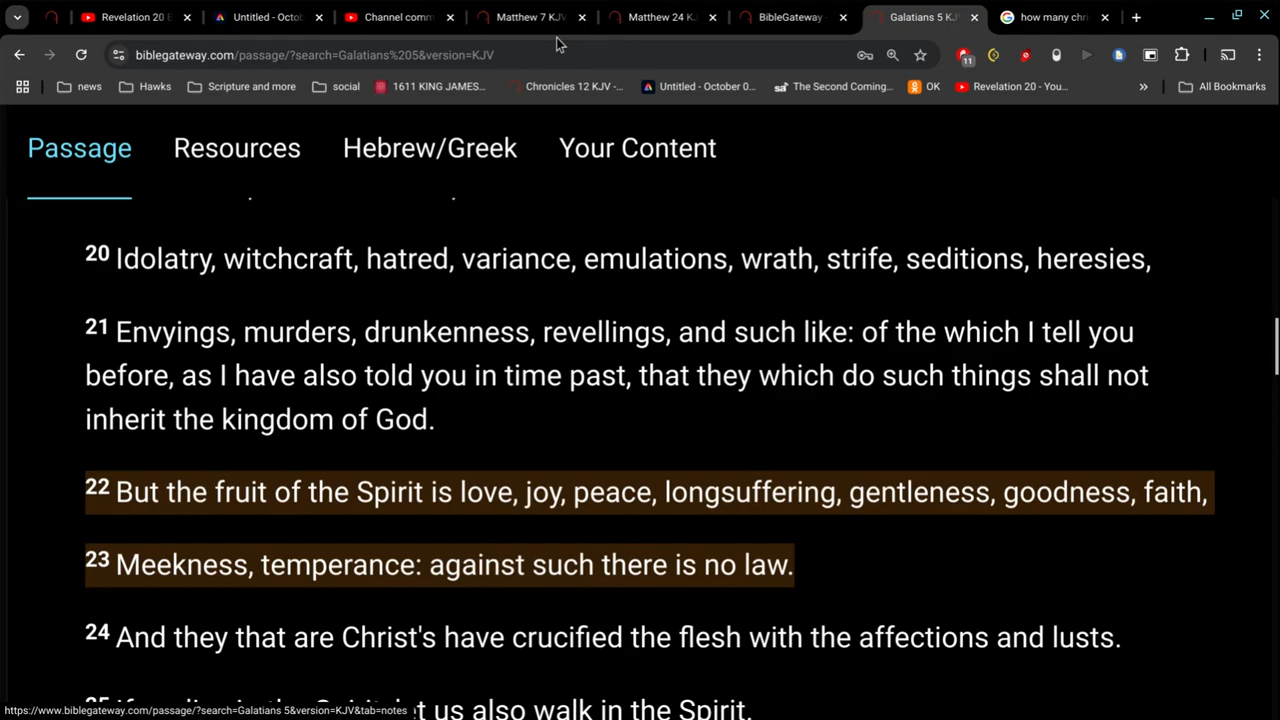 Revelation 20 E
Untitled - Octob
Channel comm
Matthew 7 KJV
Matthew 24 KJ
BibleGateway -
Galatians 5 KJV
how many chri
biblegateway.com/passage/?search=Galatians%205&version=KJV
11
news
Hawks
Scripture and more
social
1611 KING JAMES...
Chronicles 12 KJV -...
Untitled - October 0...
sa The Second Coming...
OK
Revelation 20 - You...
»
All Bookmarks
Passage
Resources
Hebrew/Greek
Your Content
20 Idolatry, witchcraft, hatred, variance, emulations, wrath, strife, seditions, heresies,
21 Envyings, murders, drunkenness, revellings, and such like: of the which I tell you
before, as I have also told you in time past, that they which do such things shall not
inherit the kingdom of God.
22 But the fruit of the Spirit is love, joy, peace, longsuffering, gentleness, goodness, faith,
23 Meekness, temperance: against such there is no law.
24 And they that are Christ's have crucified the flesh with the affections and lusts.
let us also walk in the Spirit.
https://www.biblegateway.com/passage/?search=Galatians 5&version=KJV&tab=notes